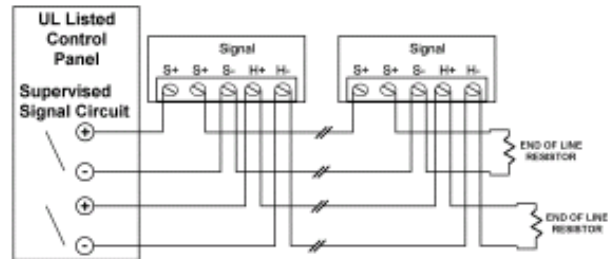 UL Listed
Control
Panel
Supervised
Signal Circuit
+
-
+
-
Signal
S+ S+ S- H+ H-
Signal
S+ S+ S- H+ H-
END OF LINE
RESISTOR
END OF LINE
RESISTOR